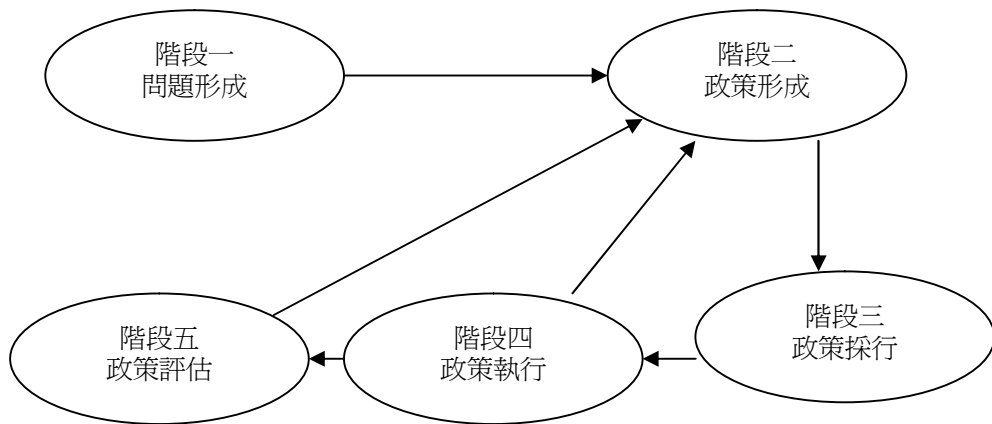 階段一
問題形成
階段二
政策形成
階段三
政策採行
階段四
政策執行
階段五
政策評估